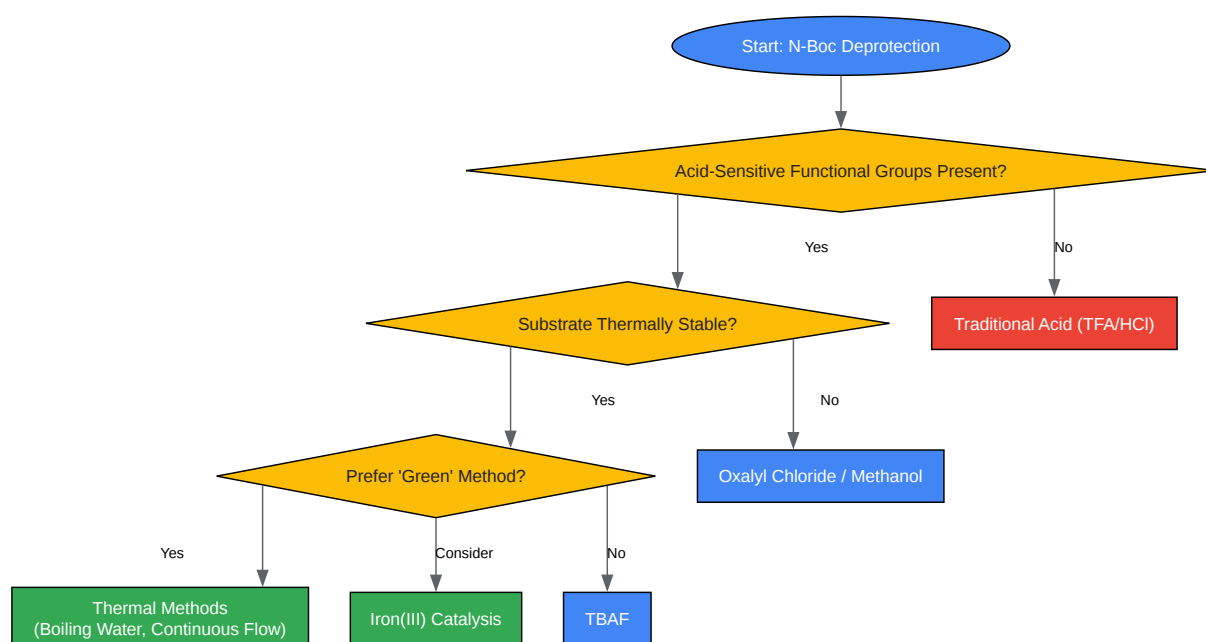 Start: N-Boc Deprotection
Acid-Sensitive Functional Groups Present?
Yes
No
Substrate Thermally Stable?
Traditional Acid (TFA/HCl)
Yes
No
Prefer 'Green' Method?
Oxalyl Chloride / Methanol
Yes
Consider
No
Thermal Methods
(Boiling Water, Continuous Flow)
Iron(III) Catalysis
TBAF